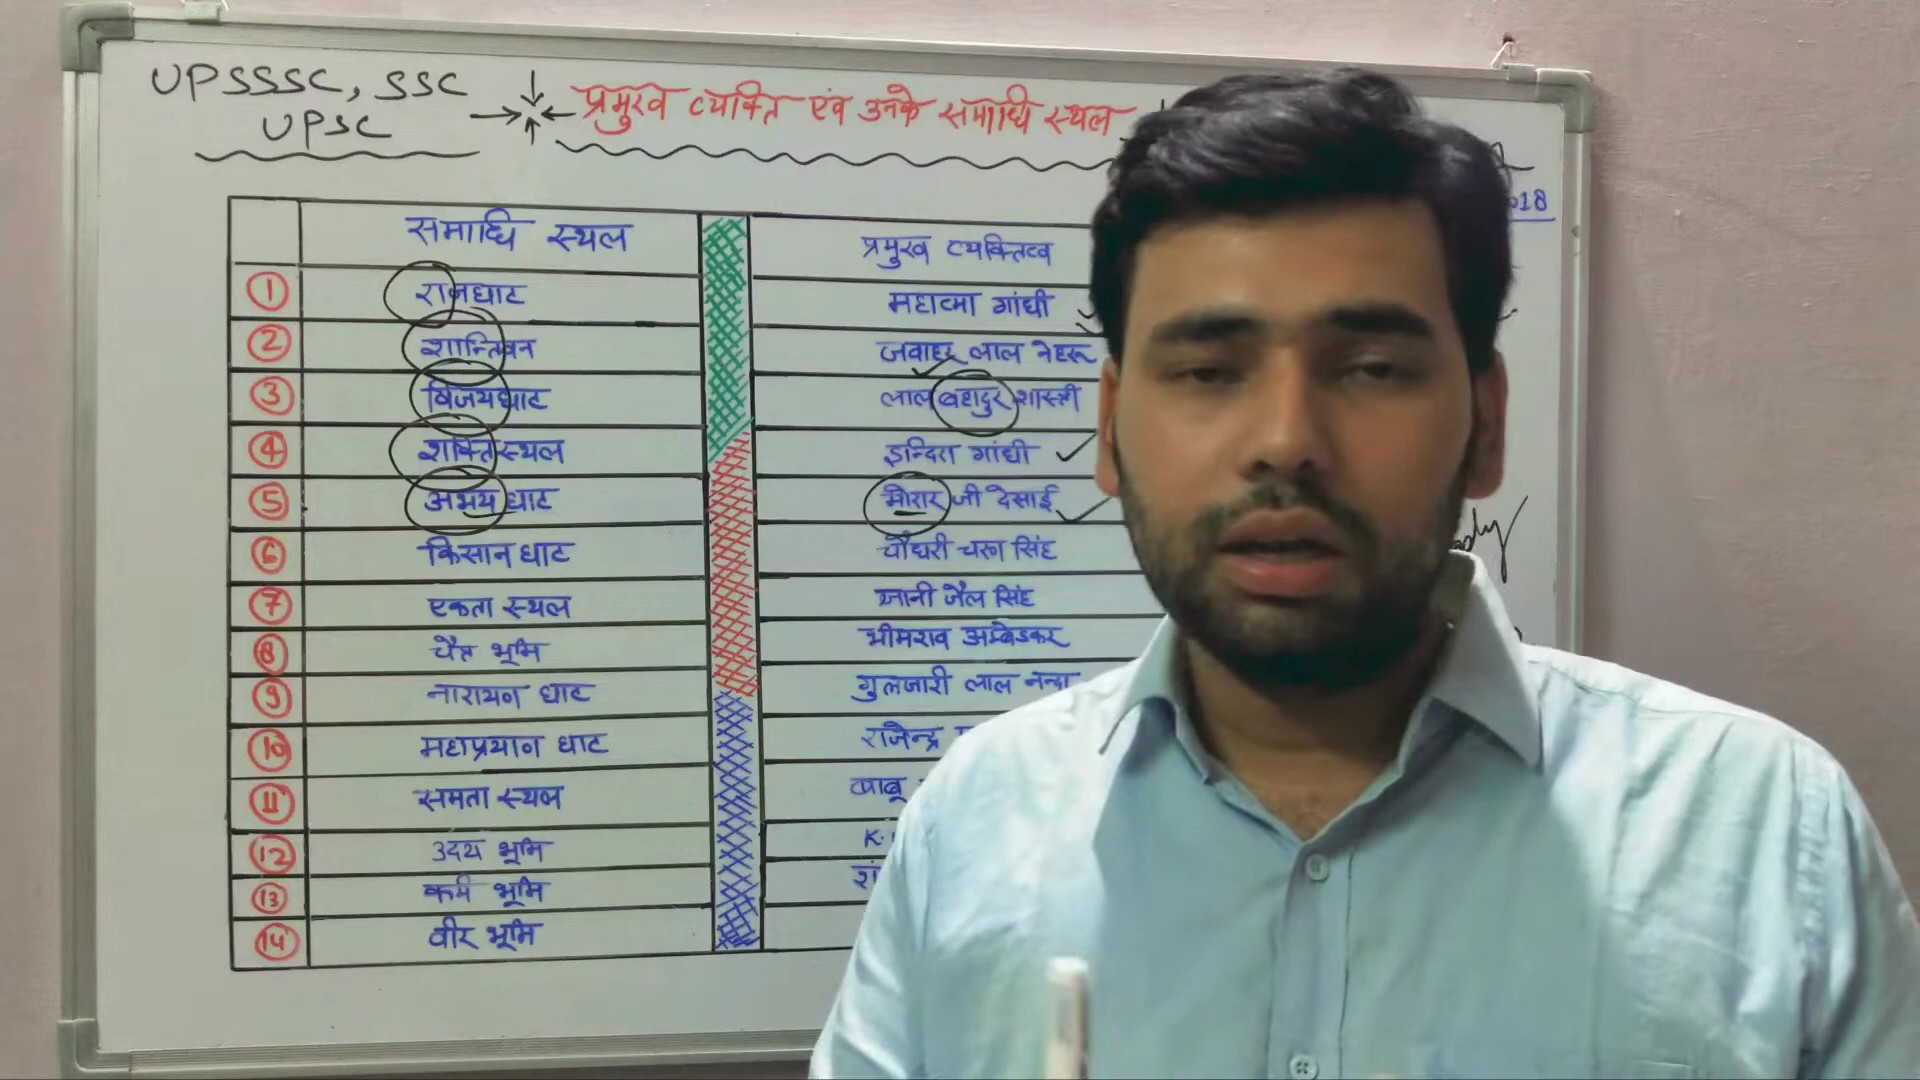 UPSSSC, SSC
UPSC
प्रमुख व्यक्ति एवं उनके समाधि स्थल
018
समाधि स्थल प्रमुख व्यक्तित्व
1 राजघाट महात्मा गांधी
2 शान्तिवन जवाहर लाल नेहरू
3 विजयघाट लाल बहादुर शास्त्री
4 शक्ति स्थल इन्दिरा गांधी
5 अभय घाट मोरार जी देसाई
6 किसान घाट चौधरी चरण सिंह
7 एकता स्थल ज्ञानी जैल सिंह
8 चैत्र भूमि भीमराव अम्बेडकर
9 नारायण घाट गुलजारी लाल नन्दा
10 महाप्रयाण घाट राजेन्द्र
11 समता स्थल बाबू
12 उदय भूमि K.
13 कर्म भूमि शं
14 वीर भूमि